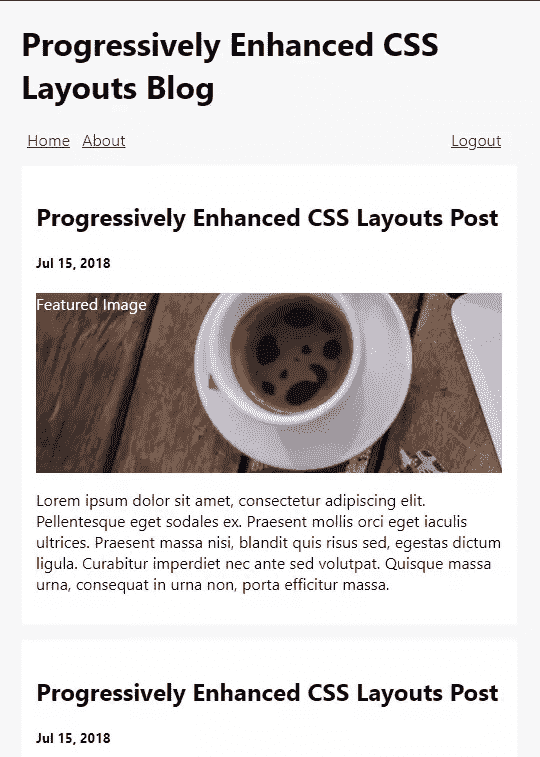 Progressively Enhanced CSS
Layouts Blog
Home About Logout
Progressively Enhanced CSS Layouts Post
Jul 15, 2018
Featured Image
Lorem ipsum dolor sit amet, consectetur adipiscing elit.
Pellentesque eget sodales ex. Praesent mollis orci eget iaculis
ultrices. Praesent massa nisi, blandit quis risus sed, egestas dictum
ligula. Curabitur imperdiet nec ante sed volutpat. Quisque massa
urna, consequat in urna non, porta efficitur massa.
Progressively Enhanced CSS Layouts Post
Jul 15, 2018